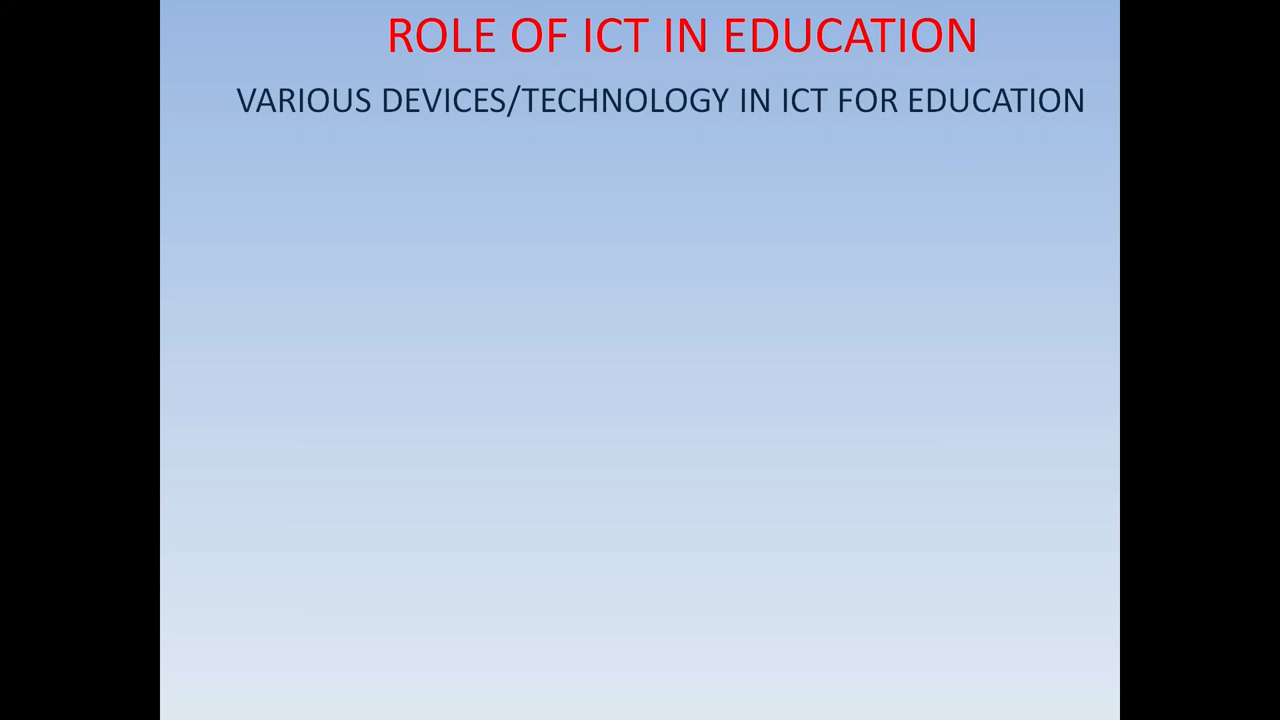 ROLE OF ICT IN EDUCATION
VARIOUS DEVICES/TECHNOLOGY IN ICT FOR EDUCATION